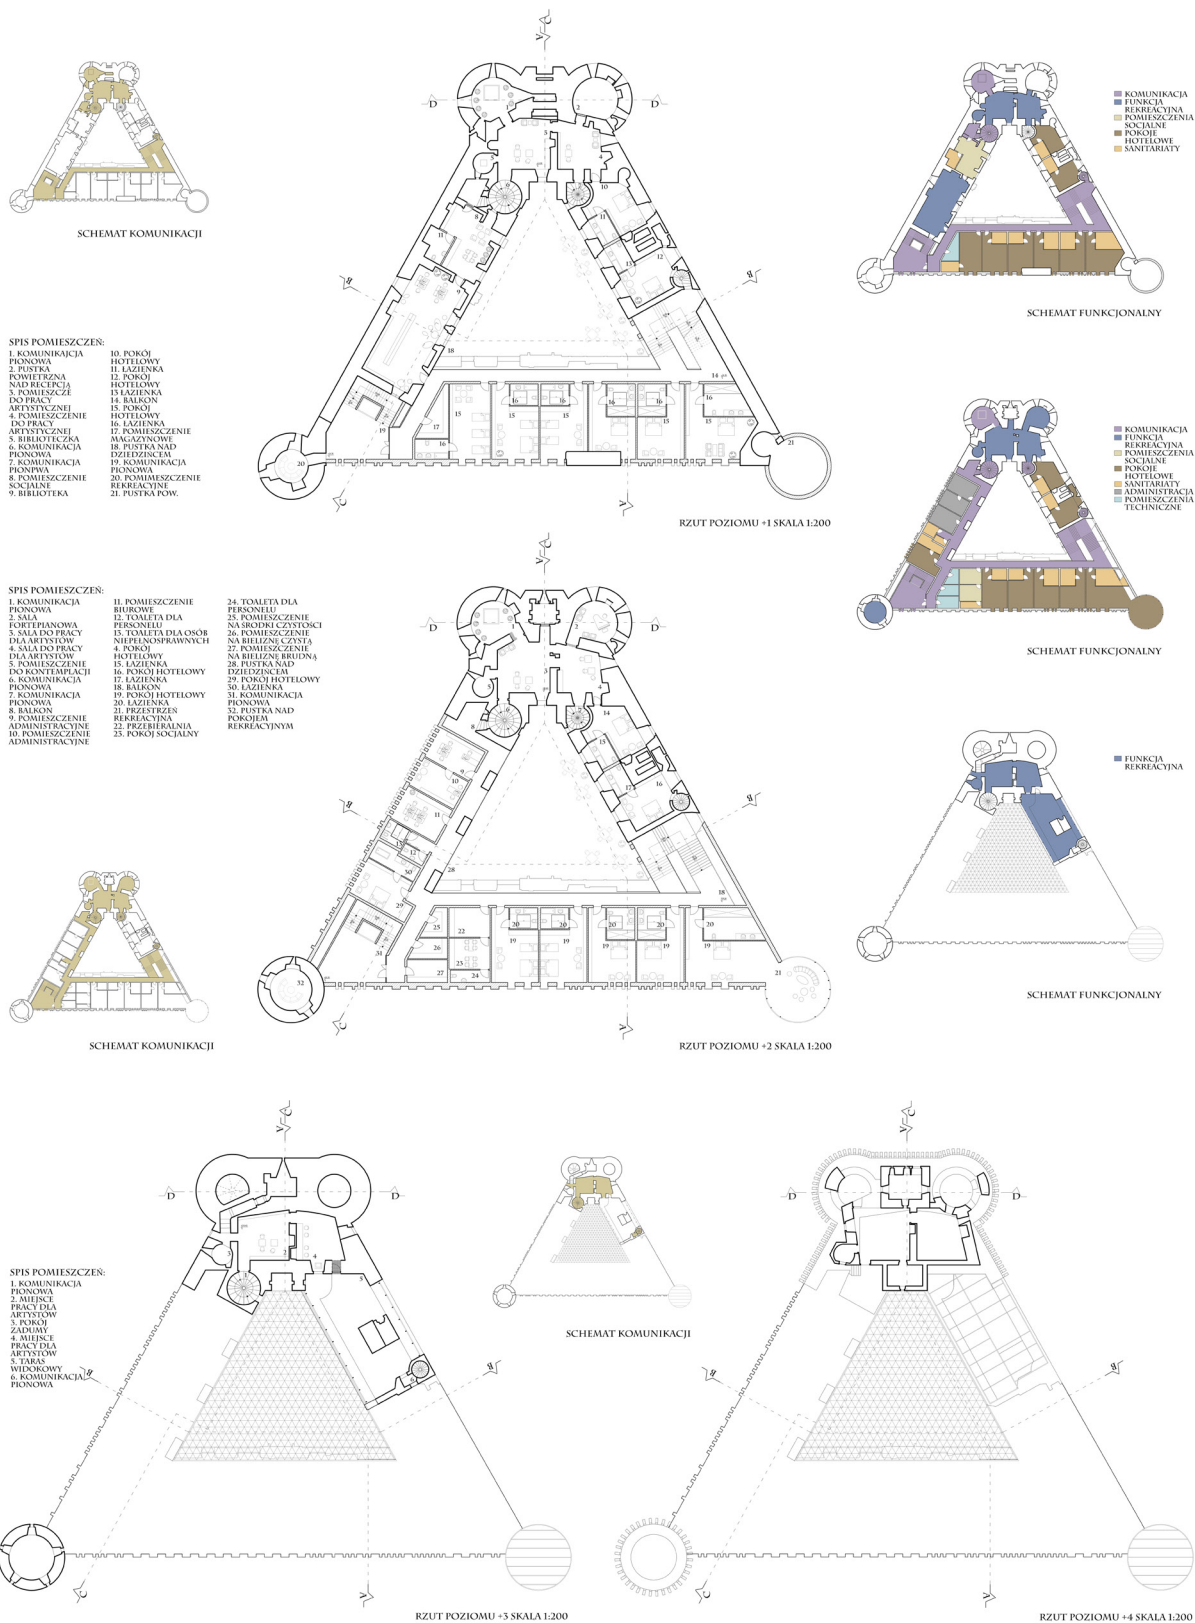 SCHEMAT KOMUNIKACJI
KOMUNIKACJA
FUNKCJA
REKREACYJNA
POMIESZCZENIA
SOCJALNE
POKOJE
HOTELOWE
SANITARIATY
SCHEMAT FUNKCJONALNY
SPIS POMIESZCZEŃ:
1. KOMUNIKAJCJA
PIONOWA
2. PUSTKA
POWIETRZNA
NAD RECEPCJĄ
3. POMIESZCZE
DO PRACY
ARTYSTYCZNEJ
4. POMIESZCZENIE
DO PRACY
ARTYSTYCZNEJ
5. BIBLIOTECZKA
6. KOMUNIKACJA
PIONOWA
7. KOMUNIKACJA
PIONPWA
8. POMIESZCZENIE
SOCJALNE
9. BIBLIOTEKA
10. POKÓJ
HOTELOWY
11. ŁAZIENKA
12. POKÓJ
HOTELOWY
13 ŁAZIENKA
14. BALKON
15. POKÓJ
HOTELOWY
16. ŁAZIENKA
17. POMIESZCZENIE
MAGAZYNOWE
18. PUSTKA NAD
DZIEDZIŃCEM
19. KOMUNIKACJA
PIONOWA
20. POMIMESZCZENIE
REKREACYJNE
21. PUSTKA POW.
RZUT POZIOMU +1 SKALA 1:200
KOMUNIKACJA
FUNKCJA
REKREACYJNA
POMIESZCZENIA
SOCJALNE
POKOJE
HOTELOWE
SANITARIATY
ADMINISTRACJA
POMIESZCZENIA
TECHNICZNE
SCHEMAT FUNKCJONALNY
SPIS POMIESZCZEŃ:
1. KOMUNIKACJA
PIONOWA
2. SALA
FORTEPIANOWA
3. SALA DO PRACY
DLA ARTYSTÓW
4. SALA DO PRACY
DLA ARTYSTÓW
5. POMIESZCZENIE
DO KONTEMPLACJI
6. KOMUNIKACJA
PIONOWA
7. KOMUNIKACJA
PIONOWA
8. BALKON
9. POMIESZCZENIE
ADMINISTRACYJNE
10. POMIESZCZENIE
ADMINISTRACYJNE
11. POMIESZCZENIE
BIUROWE
12. TOALETA DLA
PERSONELU
13. TOALETA DLA OSÓB
NIEPEŁNOSPRAWNYCH
4. POKÓJ
HOTELOWY
15. ŁAZIENKA
16. POKÓJ HOTELOWY
17. ŁAZIENKA
18. BALKON
19. POKÓJ HOTELOWY
20. ŁAZIENKA
21. PRZESTRZEŃ
REKREACYJNA
22. PRZEBIERALNIA
23. POKÓJ SOCJALNY
24. TOALETA DLA
PERSONELU
25. POMIESZCZENIE
NA ŚRODKI CZYSTOŚCI
26. POMIESZCZENIE
NA BIELIZNĘ CZYSTĄ
27. POMIESZCZENIE
NA BIELIZNĘ BRUDNĄ
28. PUSTKA NAD
DZIEDZIŃCEM
29. POKÓJ HOTELOWY
30. ŁAZIENKA
31. KOMUNIKACJA
PIONOWA
32. PUSTKA NAD
POKOJEM
REKREACYJNYM
FUNKCJA
REKREACYJNA
SCHEMAT FUNKCJONALNY
SCHEMAT KOMUNIKACJI
RZUT POZIOMU +2 SKALA 1:200
SPIS POMIESZCZEŃ:
1. KOMUNIKACJA
PIONOWA
2. MIEJSCE
PRACY DLA
ARTYSTÓW
3. POKÓJ
ZADUMY
4. MIEJSCE
PRACY DLA
ARTYSTÓW
5. TARAS
WIDOKOWY
6. KOMUNIKACJA
PIONOWA
SCHEMAT KOMUNIKACJI
RZUT POZIOMU +3 SKALA 1:200
RZUT POZIOMU +4 SKALA 1:200